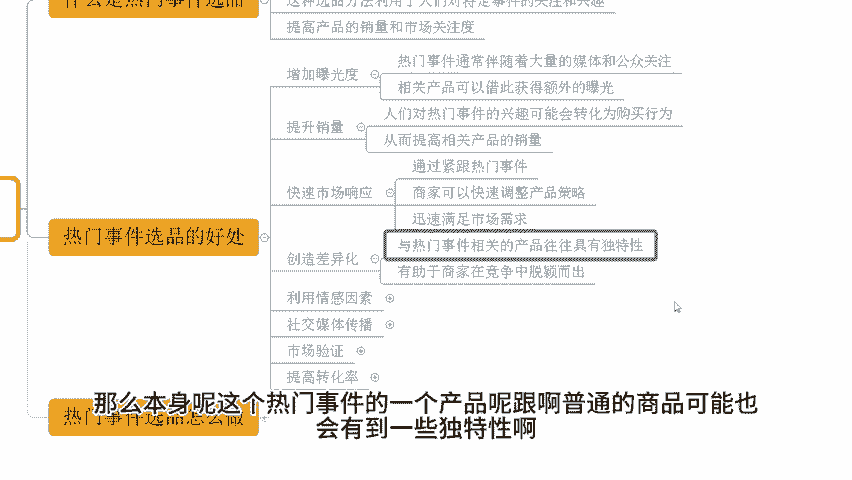 什么是热门事件选品
这种选品方法利用了人们对特定事件的关注和兴趣
提高产品的销量和市场关注度
热门事件选品的好处
增加曝光度
热门事件通常伴随着大量的媒体和公众关注
相关产品可以借此获得额外的曝光
提升销量
人们对热门事件的兴趣可能会转化为购买行为
从而提高相关产品的销量
快速市场响应
通过紧跟热门事件
商家可以快速调整产品策略
迅速满足市场需求
创造差异化
与热门事件相关的产品往往具有独特性
有助于商家在竞争中脱颖而出
利用情感因素
社交媒体传播
市场验证
提高转化率
热门事件选品怎么做
那么本身呢这个热门事件的一个产品呢跟啊普通的商品可能也
会有到一些独特性啊